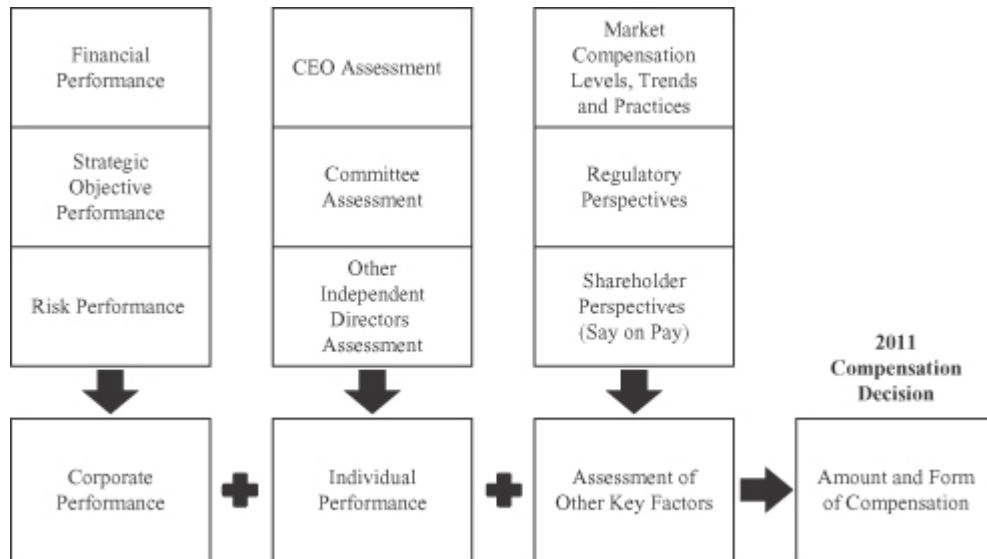 Financial
Performance
Strategic
Objective
Performance
Risk Performance
CEO Assessment
Committee
Assessment
Other
Independent
Directors
Assessment
Market
Compensation
Levels, Trends
and Practices
Regulatory
Perspectives
Shareholder
Perspectives
(Say on Pay)
2011
Compensation
Decision
Corporate
Performance
Individual
Performance
Assessment of
Other Key Factors
Amount and Form
of Compensation